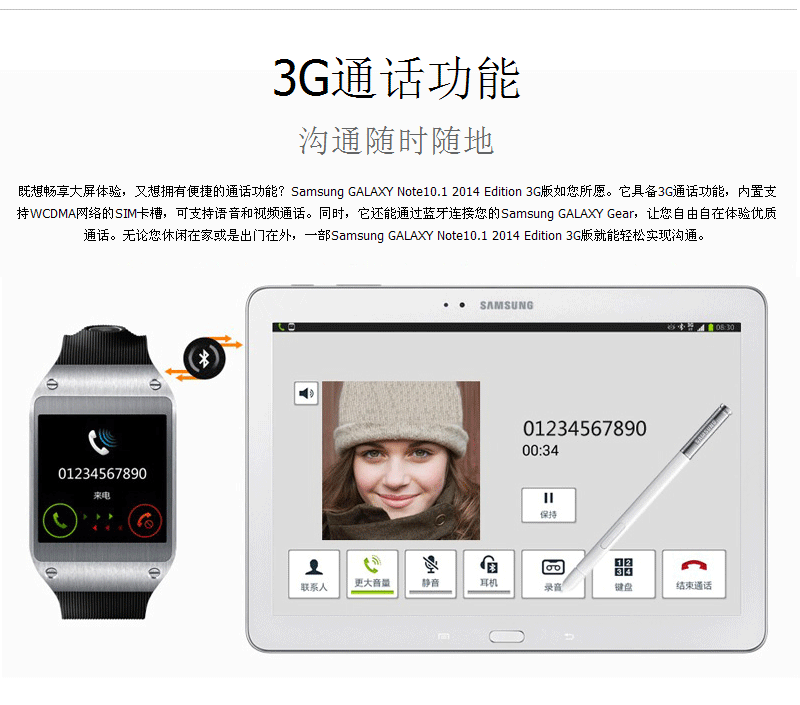 3G通话功能
沟通随时随地
既想畅享大屏体验，又想拥有便捷的通话功能？Samsung GALAXY Note10.1 2014 Edition 3G版如您所愿。它具备3G通话功能，内置支
持WCDMA网络的SIM卡槽，可支持语音和视频通话。同时，它还能通过蓝牙连接您的Samsung GALAXY Gear，让您自由自在体验优质
通话。无论您休闲在家或是出门在外，一部Samsung GALAXY Note10.1 2014 Edition 3G版就能轻松实现沟通。
SAMSUNG
08:30
01234567890
00:34
保持
01234567890
来电
联系人
更大音量
静音
耳机
录音
键盘
结束通话
SAMSUNG